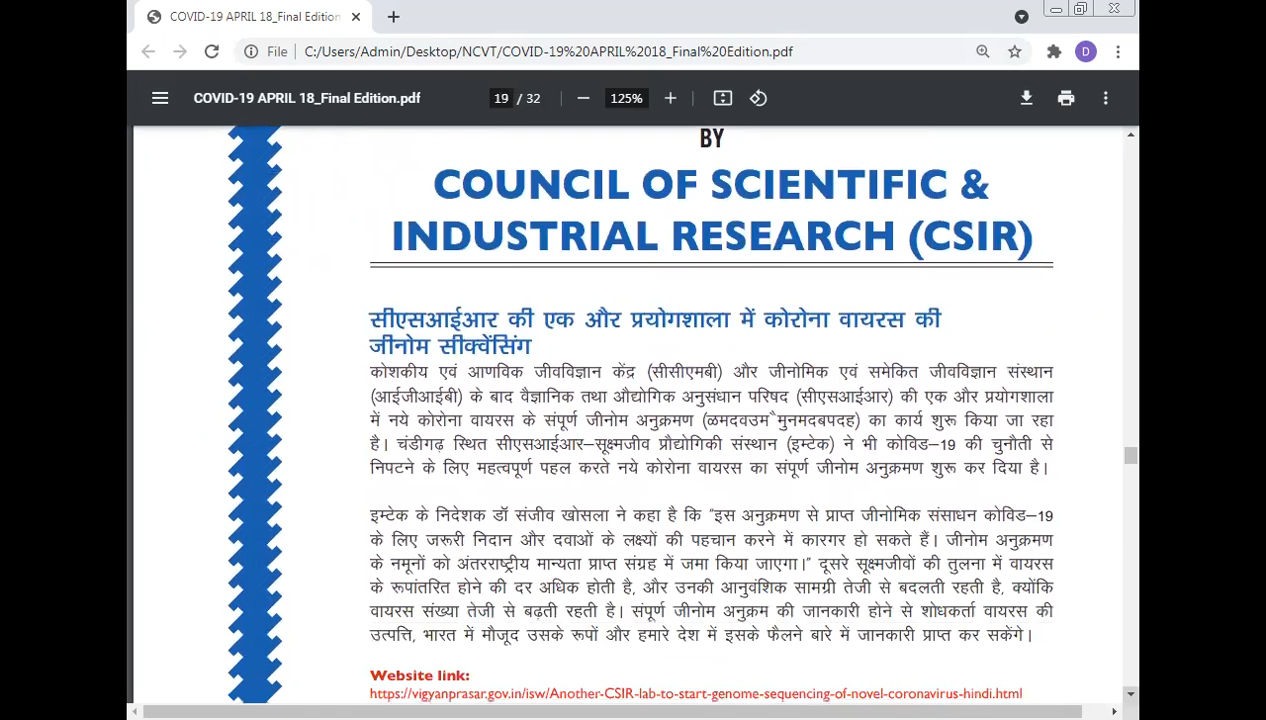 COVID-19 APRIL 18_Final Edition
File
C:/Users/Admin/Desktop/NCVT/COVID-19%20APRIL%2018_Final%20Edition.pdf
D
COVID-19 APRIL 18_Final Edition.pdf
19 / 32
125%
BY
COUNCIL OF SCIENTIFIC &
INDUSTRIAL RESEARCH (CSIR)
सीएसआईआर की एक और प्रयोगशाला में कोरोना वायरस की
जीनोम सीक्वेंसिंग
कोशकीय एवं आणविक जीवविज्ञान केंद्र (सीसीएमबी) और जीनोमिक एवं समेकित जीवविज्ञान संस्थान
(आईजीआईबी) के बाद वैज्ञानिक तथा औद्योगिक अनुसंधान परिषद (सीएसआईआर) की एक और प्रयोगशाला
में नये कोरोना वायरस के संपूर्ण जीनोम अनुक्रमण (ळमदवउम ैमुनमदबपदह) का कार्य शुरू किया जा रहा
है। चंडीगढ़ स्थित सीएसआईआर–सूक्ष्मजीव प्रौद्योगिकी संस्थान (इम्टेक) ने भी कोविड–19 की चुनौती से
निपटने के लिए महत्वपूर्ण पहल करते नये कोरोना वायरस का संपूर्ण जीनोम अनुक्रमण शुरू कर दिया है।
इम्टेक के निदेशक डॉ संजीव खोसला ने कहा है कि "इस अनुक्रमण से प्राप्त जीनोमिक संसाधन कोविड–19
के लिए जरूरी निदान और दवाओं के लक्ष्यों की पहचान करने में कारगर हो सकते हैं। जीनोम अनुक्रमण
के नमूनों को अंतरराष्ट्रीय मान्यता प्राप्त संग्रह में जमा किया जाएगा।" दूसरे सूक्ष्मजीवों की तुलना में वायरस
के रूपांतरित होने की दर अधिक होती है, और उनकी आनुवंशिक सामग्री तेजी से बदलती रहती है, क्योंकि
वायरस संख्या तेजी से बढ़ती रहती है। संपूर्ण जीनोम अनुक्रम की जानकारी होने से शोधकर्ता वायरस की
उत्पत्ति, भारत में मौजूद उसके रूपों और हमारे देश में इसके फैलने बारे में जानकारी प्राप्त कर सकेंगे।
Website link:
https://vigyanprasar.gov.in/isw/Another-CSIR-lab-to-start-genome-sequencing-of-novel-coronavirus-hindi.html